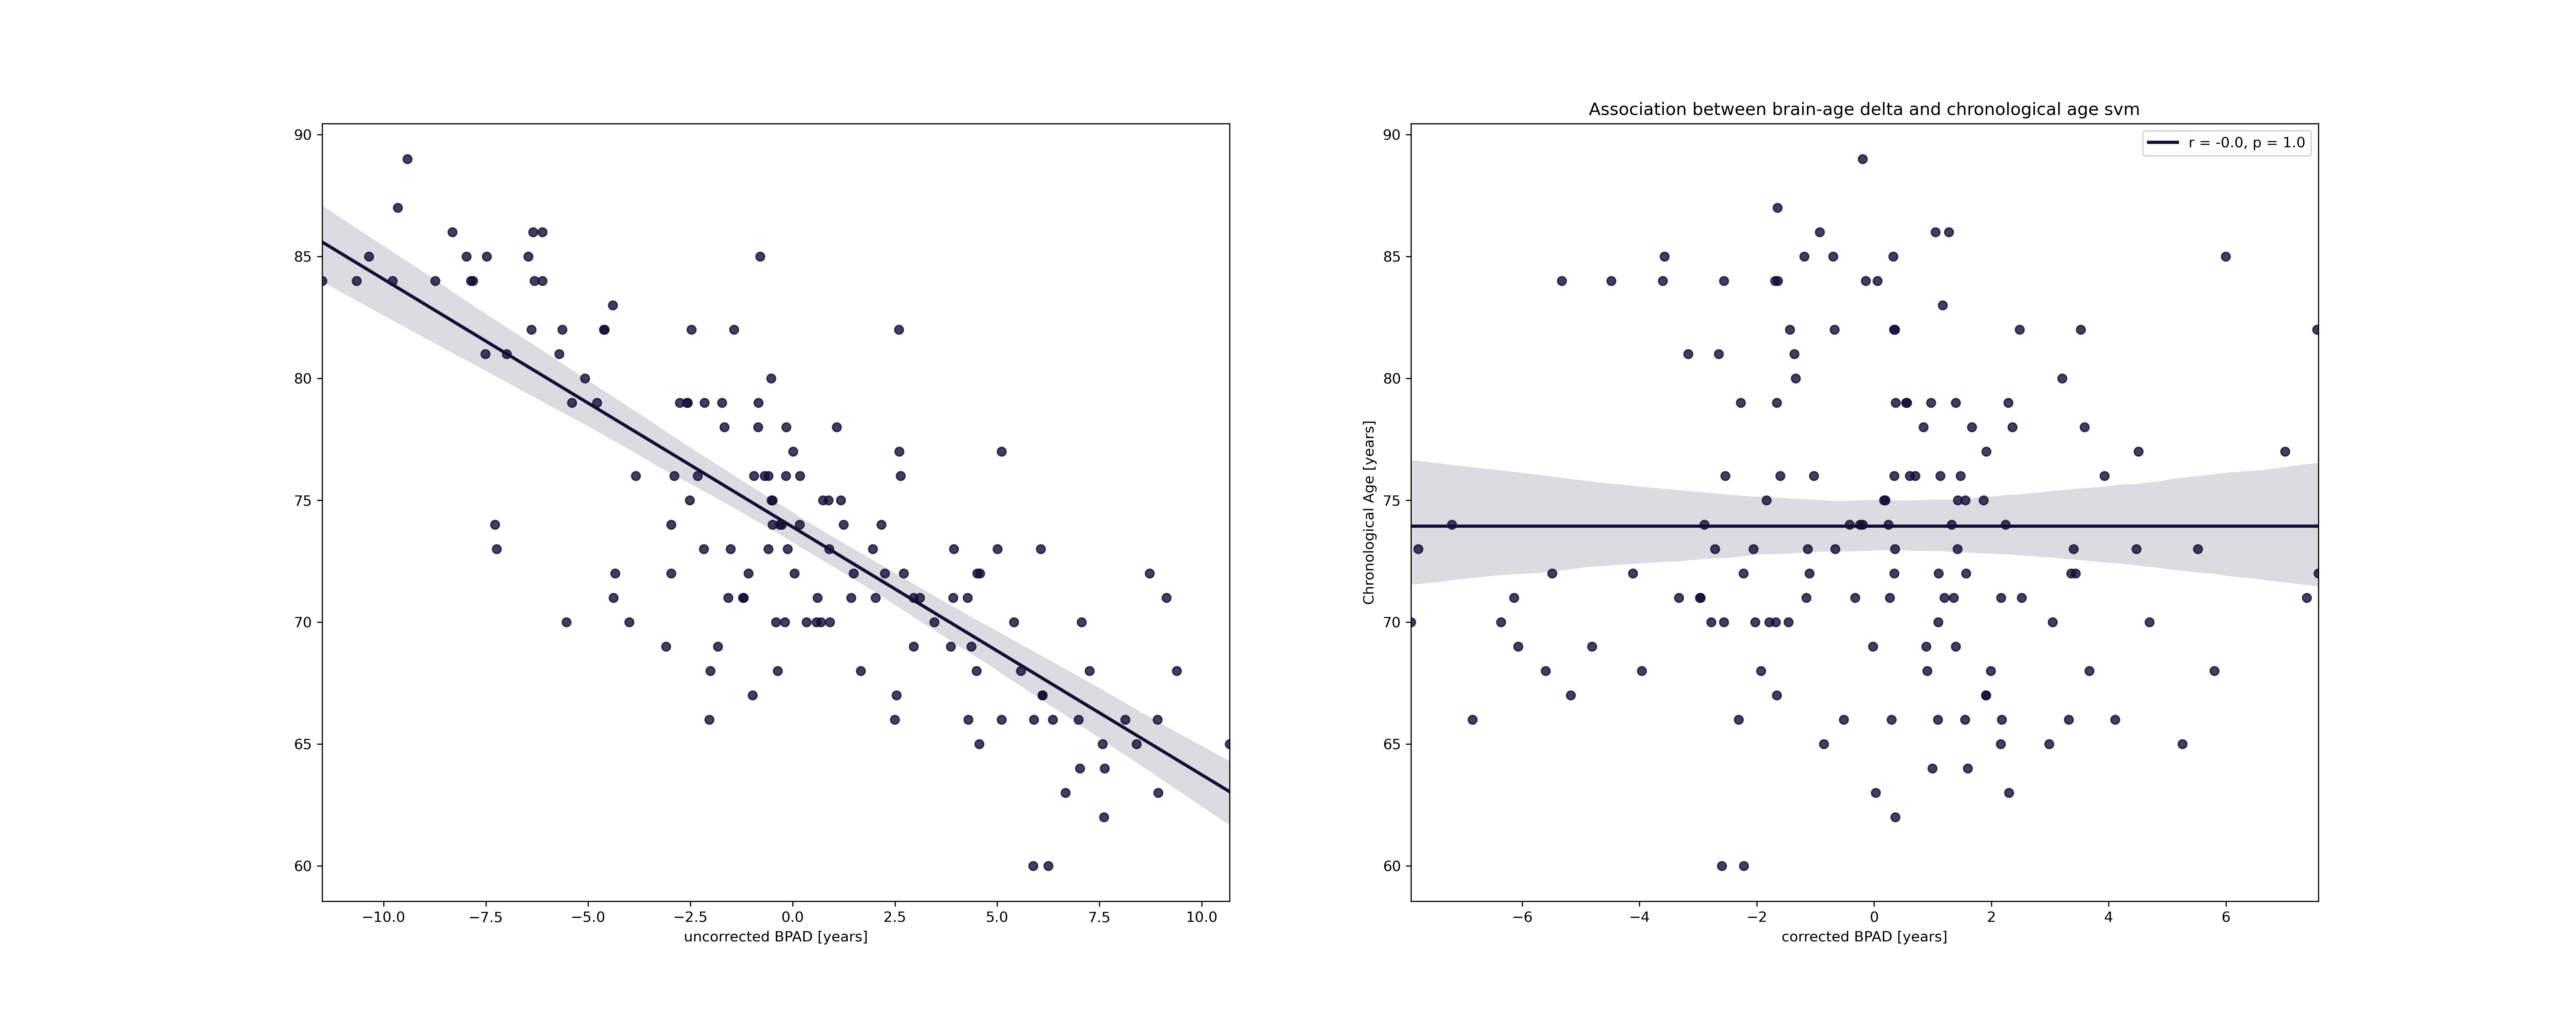 90
85
80
75
70
65
60
−10.0 −7.5 −5.0 −2.5 0.0 2.5 5.0 7.5 10.0
uncorrected BPAD [years]
Association between brain-age delta and chronological age svm
r = -0.0, p = 1.0
Chronological Age [years]
90
85
80
75
70
65
60
−6 −4 −2 0 2 4 6
corrected BPAD [years]